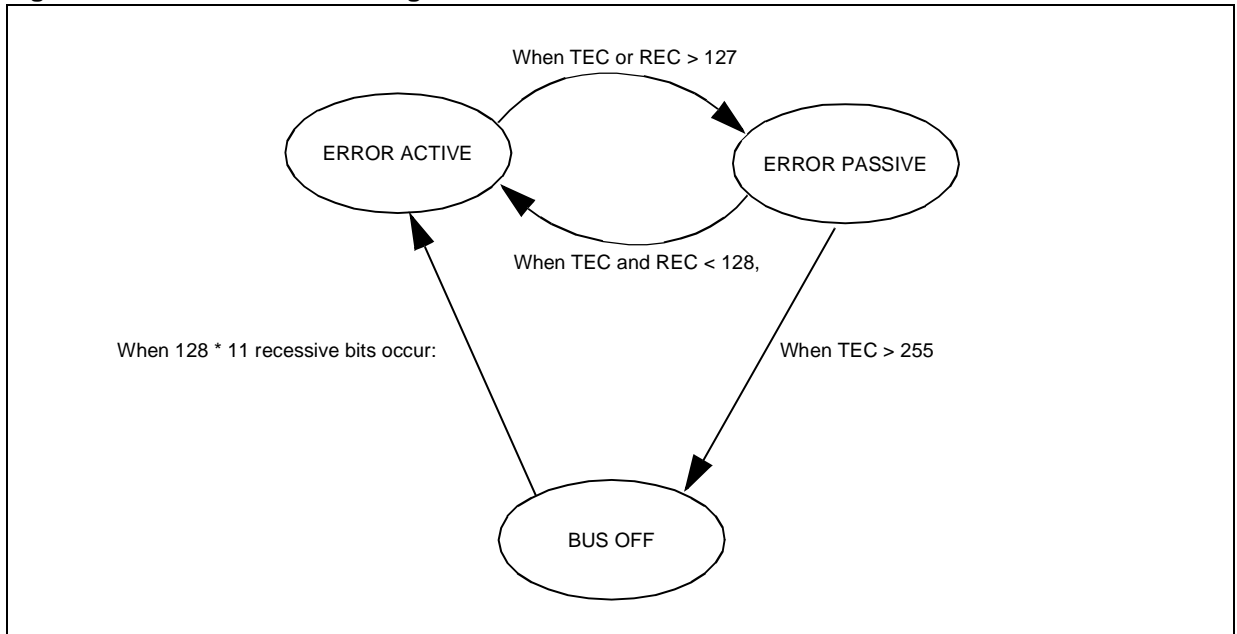 When TEC or REC > 127
ERROR ACTIVE
ERROR PASSIVE
When TEC and REC < 128,
When 128 * 11 recessive bits occur:
When TEC > 255
BUS OFF